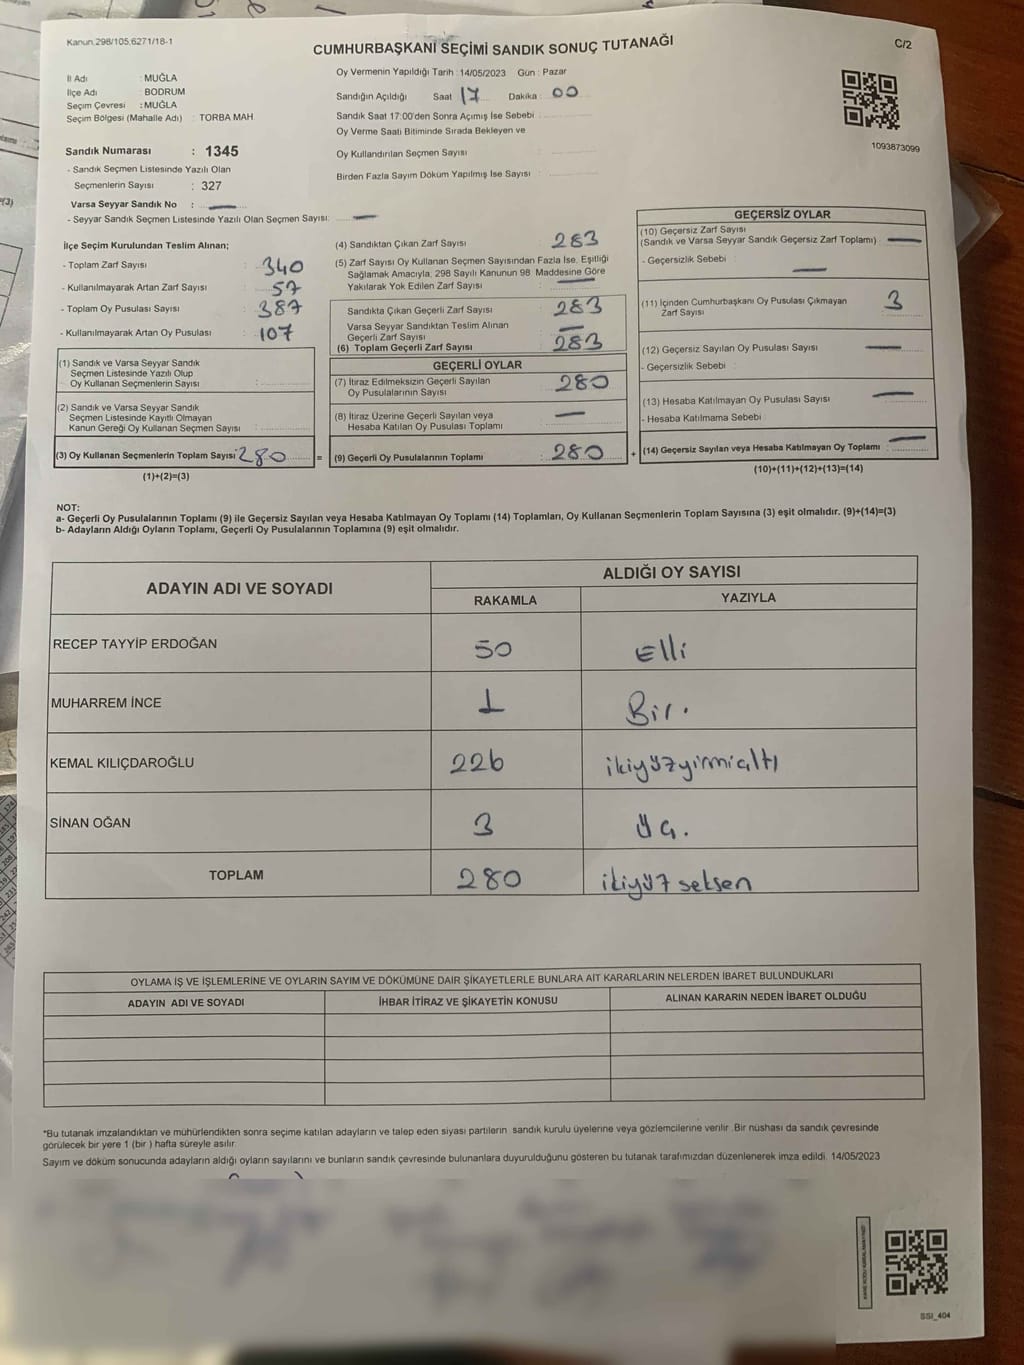 Kanun.298/105.6271/18-1
CUMHURBAŞKANI SEÇİMİ SANDIK SONUÇ TUTANAĞI
C/2
İl Adı : MUĞLA
İlçe Adı : BODRUM
Seçim Çevresi : MUĞLA
Seçim Bölgesi (Mahalle Adı) : TORBA MAH
Oy Vermenin Yapıldığı Tarih : 14/05/2023 Gün : Pazar
Sandığın Açıldığı Saat 17 Dakika : 00
Sandık Saat 17:00'den Sonra Açımış İse Sebebi :
Oy Verme Saati Bitiminde Sırada Bekleyen ve
Oy Kullandırılan Seçmen Sayısı :
Birden Fazla Sayım Döküm Yapılmış İse Sayısı :
1093873099
Sandık Numarası : 1345
- Sandık Seçmen Listesinde Yazılı Olan
Seçmenlerin Sayısı : 327
Varsa Seyyar Sandık No : —
- Seyyar Sandık Seçmen Listesinde Yazılı Olan Seçmen Sayısı: —
İlçe Seçim Kurulundan Teslim Alınan;
- Toplam Zarf Sayısı : 340
- Kullanılmayarak Artan Zarf Sayısı : 57
- Toplam Oy Pusulası Sayısı : 387
- Kullanılmayarak Artan Oy Pusulası : 107
(1) Sandık ve Varsa Seyyar Sandık
Seçmen Listesinde Yazılı Olup
Oy Kullanan Seçmenlerin Sayısı :
(2) Sandık ve Varsa Seyyar Sandık
Seçmen Listesinde Kayıtlı Olmayan
Kanun Gereği Oy Kullanan Seçmen Sayısı :
(3) Oy Kullanan Seçmenlerin Toplam Sayısı 280 =
(1)+(2)=(3)
(4) Sandıktan Çıkan Zarf Sayısı : 283
(5) Zarf Sayısı Oy Kullanan Seçmen Sayısından Fazla İse, Eşitliği
Sağlamak Amacıyla, 298 Sayılı Kanunun 98. Maddesine Göre
Yakılarak Yok Edilen Zarf Sayısı : —
Sandıkta Çıkan Geçerli Zarf Sayısı : 283
Varsa Seyyar Sandıktan Teslim Alınan
Geçerli Zarf Sayısı : —
(6) Toplam Geçerli Zarf Sayısı : 283
GEÇERLİ OYLAR
(7) İtiraz Edilmeksizin Geçerli Sayılan
Oy Pusulalarının Sayısı : 280
(8) İtiraz Üzerine Geçerli Sayılan veya
Hesaba Katılan Oy Pusulası Toplamı : —
(9) Geçerli Oy Pusulalarının Toplamı : 280 +
GEÇERSİZ OYLAR
(10) Geçersiz Zarf Sayısı
(Sandık ve Varsa Seyyar Sandık Geçersiz Zarf Toplamı) : —
- Geçersizlik Sebebi : —
(11) İçinden Cumhurbaşkanı Oy Pusulası Çıkmayan
Zarf Sayısı : 3
(12) Geçersiz Sayılan Oy Pusulası Sayısı : —
- Geçersizlik Sebebi :
(13) Hesaba Katılmayan Oy Pusulası Sayısı : —
- Hesaba Katılmama Sebebi :
(14) Geçersiz Sayılan veya Hesaba Katılmayan Oy Toplamı : —
(10)+(11)+(12)+(13)=(14)
NOT:
a- Geçerli Oy Pusulalarının Toplamı (9) ile Geçersiz Sayılan veya Hesaba Katılmayan Oy Toplamı (14) Toplamları, Oy Kullanan Seçmenlerin Toplam Sayısına (3) eşit olmalıdır. (9)+(14)=(3)
b- Adayların Aldığı Oyların Toplamı, Geçerli Oy Pusulalarının Toplamına (9) eşit olmalıdır.
ADAYIN ADI VE SOYADI
ALDIĞI OY SAYISI
RAKAMLA YAZIYLA
RECEP TAYYİP ERDOĞAN 50 Elli
MUHARREM İNCE 1 Bir.
KEMAL KILIÇDAROĞLU 226 ikiyüzyirmialtı
SİNAN OĞAN 3 üç.
TOPLAM 280 ikiyüz seksen
OYLAMA İŞ VE İŞLEMLERİNE VE OYLARIN SAYIM VE DÖKÜMÜNE DAİR ŞİKAYETLERLE BUNLARA AİT KARARLARIN NELERDEN İBARET BULUNDUKLARI
ADAYIN ADI VE SOYADI İHBAR İTİRAZ VE ŞİKAYETİN KONUSU ALINAN KARARIN NEDEN İBARET OLDUĞU
*Bu tutanak imzalandıktan ve mühürlendikten sonra seçime katılan adayların ve talep eden siyasi partilerin sandık kurulu üyelerine veya gözlemcilerine verilir. Bir nüshası da sandık çevresinde
görülecek bir yere 1 (bir ) hafta süreyle asılır.
Sayım ve döküm sonucunda adayların aldığı oyların sayılarını ve bunların sandık çevresinde bulunanlara duyurulduğunu gösteren bu tutanak tarafımızdan düzenlenerek imza edildi. 14/05/2023
SSI_404